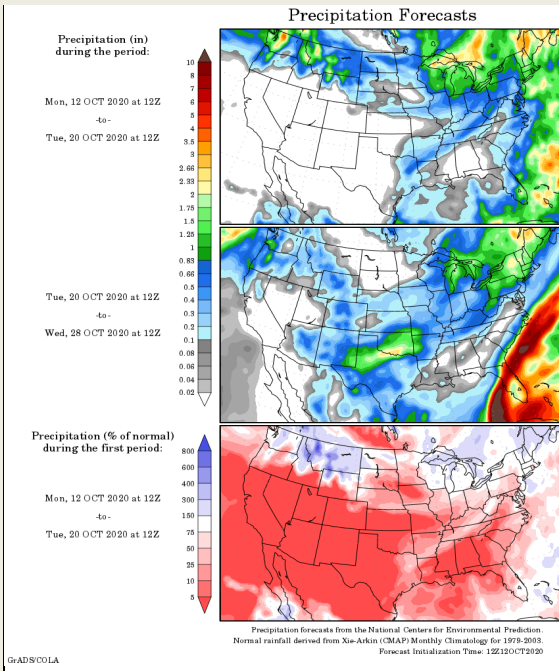 Precipitation Forecasts
Precipitation (in)
during the period:
Mon, 12 OCT 2020 at 12Z
-to-
Tue, 20 OCT 2020 at 12Z
10
8
7
6
5
4
3.5
3
2.66
2.33
2
1.75
1.5
1.25
1
0.83
0.66
0.5
0.4
0.3
0.2
0.1
0.08
0.06
0.04
0.02
Tue, 20 OCT 2020 at 12Z
-to-
Wed, 28 OCT 2020 at 12Z
Precipitation (% of normal)
during the first period:
Mon, 12 OCT 2020 at 12Z
-to-
Tue, 20 OCT 2020 at 12Z
800
600
400
300
150
75
50
25
10
5
Precipitation forecasts from the National Centers for Environmental Prediction.
Normal rainfall derived from Xie-Arkin (CMAP) Monthly Climatology for 1979-2003.
Forecast Initialization Time: 12Z12OCT2020
GrADS/COLA